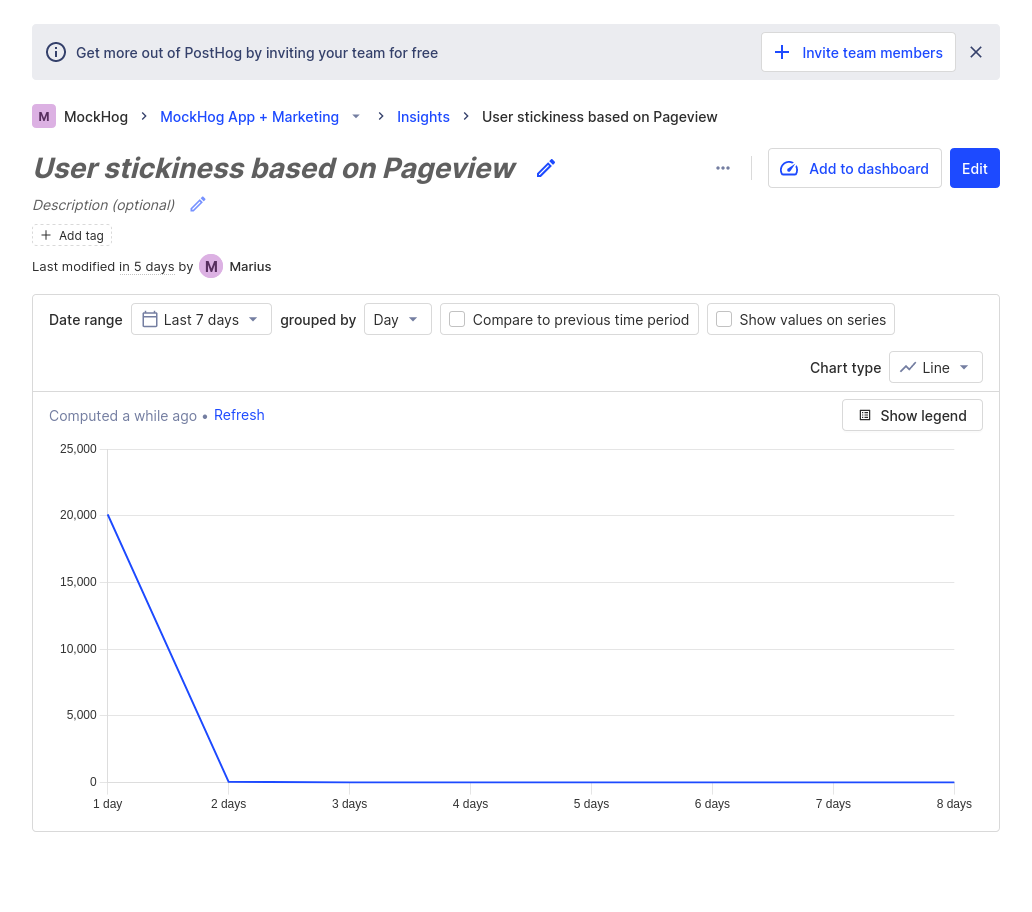 Get more out of PostHog by inviting your team for free
Invite team members
M MockHog MockHog App + Marketing Insights User stickiness based on Pageview
User stickiness based on Pageview
Add to dashboard
Edit
Description (optional)
Add tag
Last modified in 5 days by M Marius
Date range Last 7 days grouped by Day Compare to previous time period Show values on series
Chart type Line
Computed a while ago • Refresh
Show legend
25,000
20,000
15,000
10,000
5,000
0
1 day 2 days 3 days 4 days 5 days 6 days 7 days 8 days